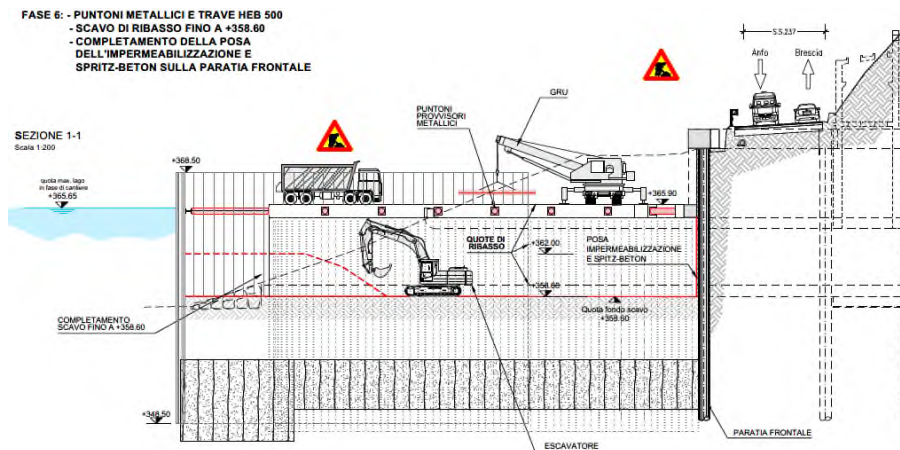 FASE 6: - PUNTONI METALLICI E TRAVE HEB 500
- SCAVO DI RIBASSO FINO A +358.60
- COMPLETAMENTO DELLA POSA
DELL'IMPERMEABILIZZAZIONE E
SPRITZ-BETON SULLA PARATIA FRONTALE
S.S.237
Anfo
Brescia
GRU
PUNTONI
PROVVISORI
METALLICI
SEZIONE 1-1
Scala 1:200
+368.50
quota max. lago
in fase di cantiere
+365.65
+365.90
QUOTE DI
RIBASSO
+362.00
POSA
IMPERMEABILIZZAZIONE
E SPITZ-BETON
+358.60
Quota fondo scavo
+358.60
COMPLETAMENTO
SCAVO FINO A +358.60
+348.50
PARATIA FRONTALE
ESCAVATORE